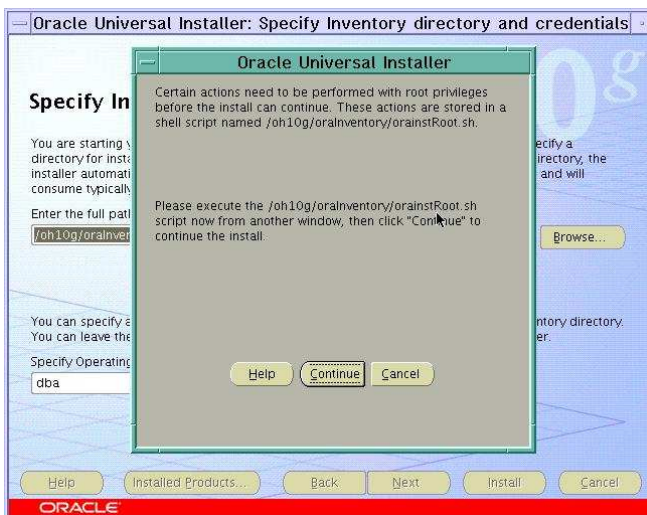 Oracle Universal Installer: Specify Inventory directory and credentials
Oracle Universal Installer
Certain actions need to be performed with root privileges
before the install can continue. These actions are stored in a
shell script named /oh10g/oraInventory/orainstRoot.sh.
Please execute the /oh10g/oraInventory/orainstRoot.sh
script now from another window, then click "Continue" to
continue the install
Help
Continue
Cancel
Specify In
0g
You are starting
ecify a
directory for insta
irectory, the
installer automati
and will
consume typically
Enter the full pat
/oh10g/oraInver
Browse...
You can specify a
ntory directory.
You can leave the
er.
Specify Operating
dba
Help
Installed Products...
Back
Next
Install
Cancel
ORACLE